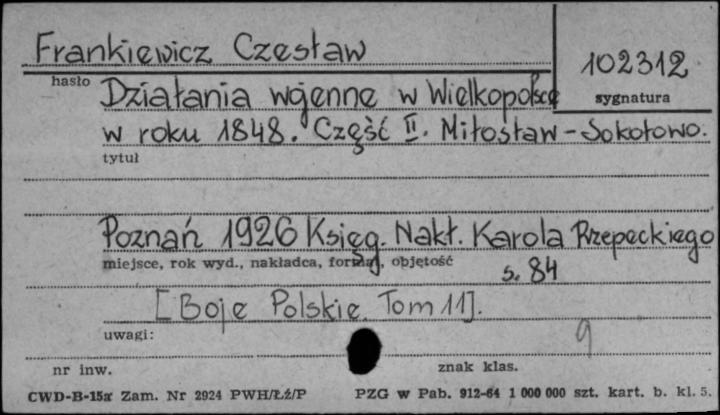 Frankiewicz Czesław
102312
hasło
sygnatura
Działania wojenne w Wielkopolsce
w roku 1848. Część II. Miłosław - Sokołowo.
tytuł
Poznań 1926 Księg. Nakł. Karola Rzepeckiego
miejsce, rok wyd., nakładca, format, objętość
s. 84
[Boje Polskie. Tom 11].
uwagi:
9
nr inw.
znak klas.
CWD-B-15a Zam. Nr 2924 PWH/Łż/P PZG w Pab. 912-64 1 000 000 szt. kart. b. kl. 5.